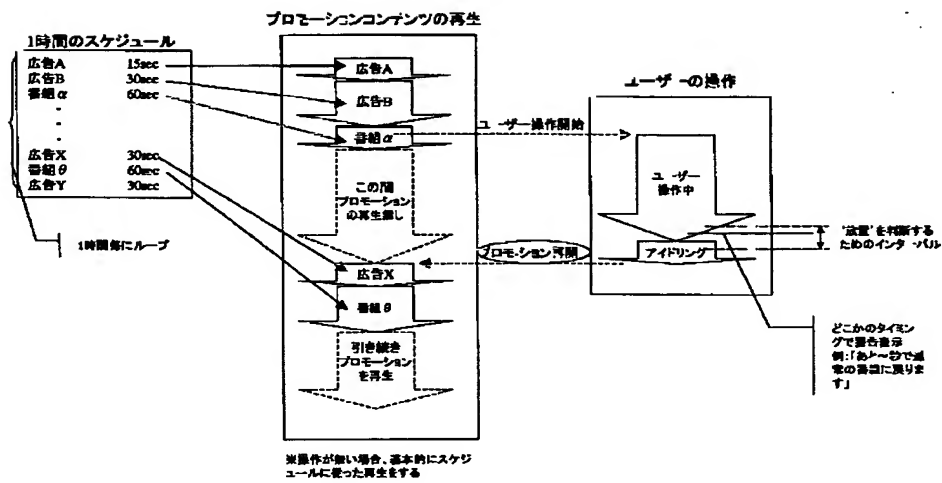 プロモーションコンテンツの再生
1時間のスケジュール
広告A 15sec
広告B 30sec
番組α 60sec
広告X 30sec
番組θ 60sec
広告Y 30sec
1時間毎にループ
広告A
広告B
番組α
この間
プロモーション
の再生無し
広告X
番組θ
引き続き
プロモーション
を再生
※操作が無い場合、基本的にスケジ
ュールに従った再生をする
ユーザー操作開始
プロモーション再開
ユーザーの操作
ユーザー
操作中
アイドリング
"放置"を判断する
ためのインターバル
どこかのタイミン
グで警告表示
例:「あと～秒で通
常の番組に戻りま
す」